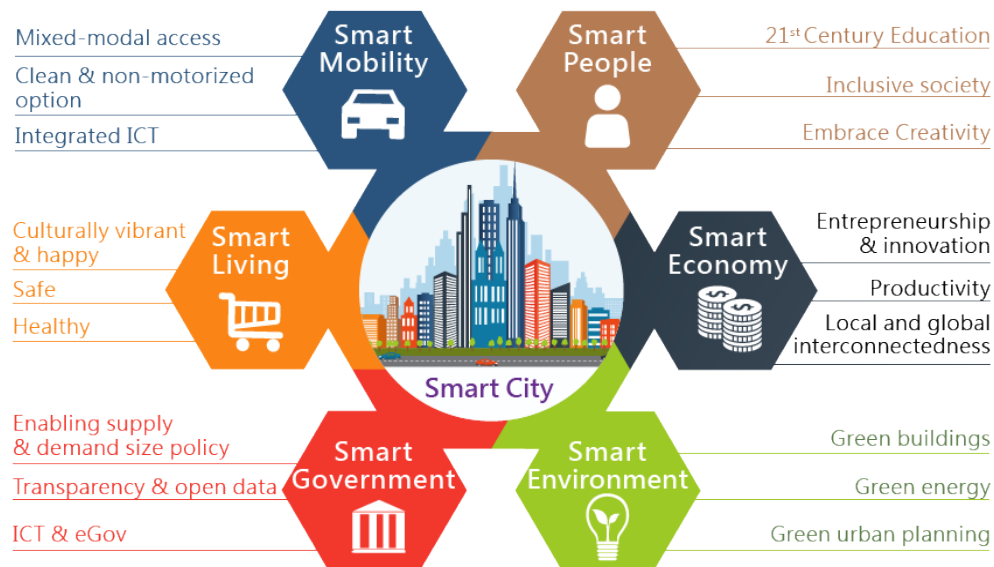 Mixed-modal access
Clean & non-motorized
option
Integrated ICT
Smart
Mobility
Smart
People
21st Century Education
Inclusive society
Embrace Creativity
Culturally vibrant
& happy
Safe
Healthy
Smart
Living
Smart
Economy
Entrepreneurship
& innovation
Productivity
Local and global
interconnectedness
Smart City
Enabling supply
& demand size policy
Transparency & open data
ICT & eGov
Smart
Government
Smart
Environment
Green buildings
Green energy
Green urban planning